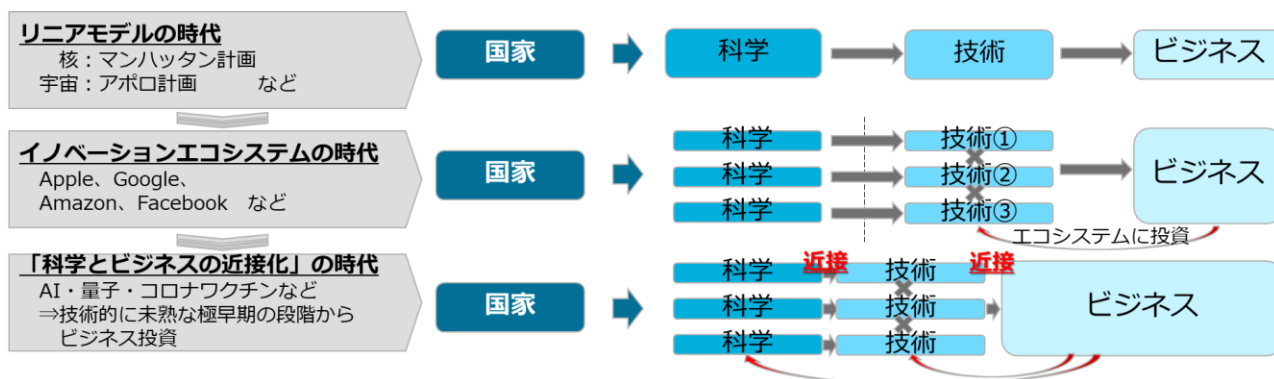 リニアモデルの時代
核：マンハッタン計画
宇宙：アポロ計画　　　など
国家
科学
技術
ビジネス
イノベーションエコシステムの時代
Apple、Google、
Amazon、Facebook　など
国家
科学
技術①
科学
技術②
科学
技術③
ビジネス
エコシステムに投資
「科学とビジネスの近接化」の時代
AI・量子・コロナワクチンなど
⇒技術的に未熟な極早期の段階から
ビジネス投資
国家
近接
近接
科学
技術
科学
技術
科学
技術
ビジネス